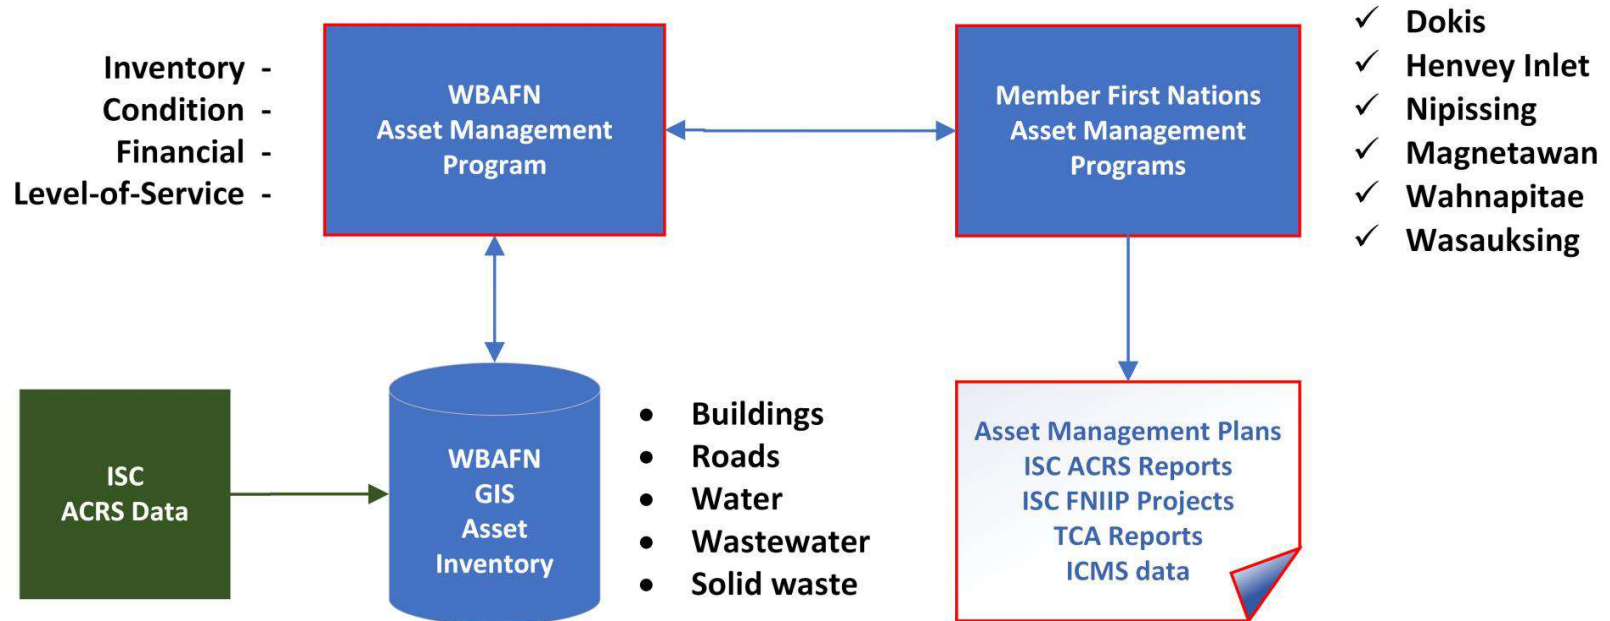 Inventory -
Condition -
Financial -
Level-of-Service -
WBAFN
Asset Management
Program
Member First Nations
Asset Management
Programs
✓ Dokis
✓ Henvey Inlet
✓ Nipissing
✓ Magnetawan
✓ Wahnapitae
✓ Wasauksing
ISC
ACRS Data
WBAFN
GIS
Asset
Inventory
• Buildings
• Roads
• Water
• Wastewater
• Solid waste
Asset Management Plans
ISC ACRS Reports
ISC FNIIP Projects
TCA Reports
ICMS data